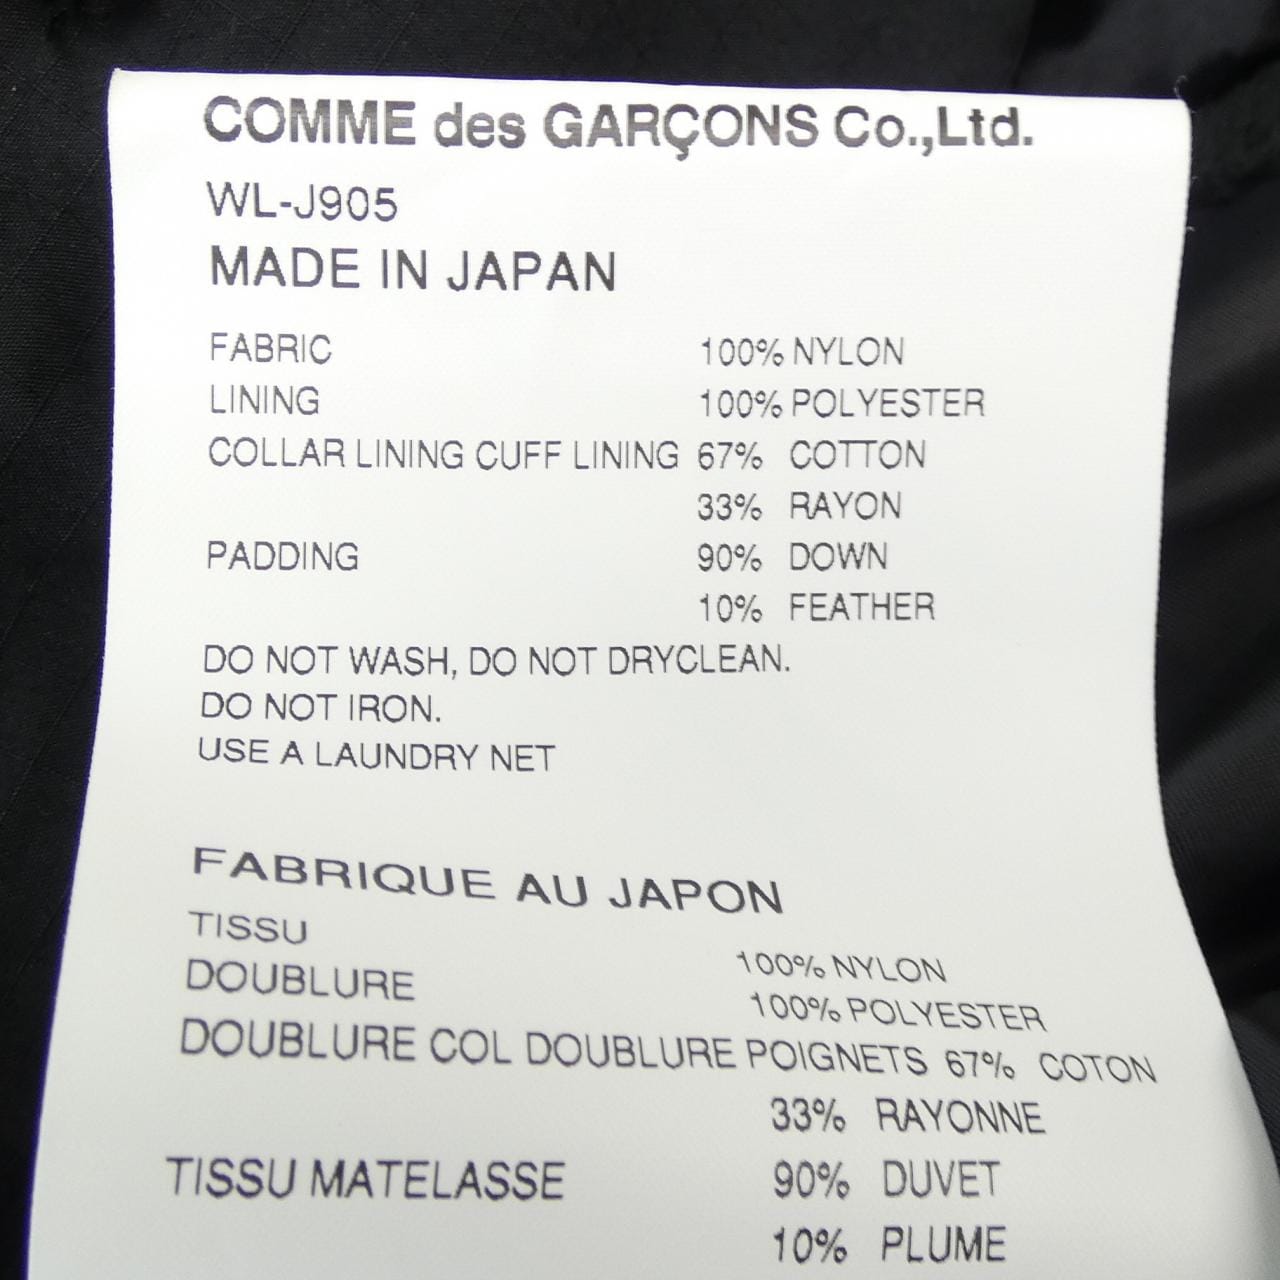 COMME des GARÇONS Co.,Ltd.
WL-J905
MADE IN JAPAN
FABRIC 100% NYLON
LINING 100% POLYESTER
COLLAR LINING CUFF LINING 67% COTTON
33% RAYON
PADDING 90% DOWN
10% FEATHER
DO NOT WASH, DO NOT DRYCLEAN.
DO NOT IRON.
USE A LAUNDRY NET
FABRIQUE AU JAPON
TISSU 100% NYLON
DOUBLURE 100% POLYESTER
DOUBLURE COL DOUBLURE POIGNETS 67% COTON
33% RAYONNE
TISSU MATELASSE 90% DUVET
10% PLUME